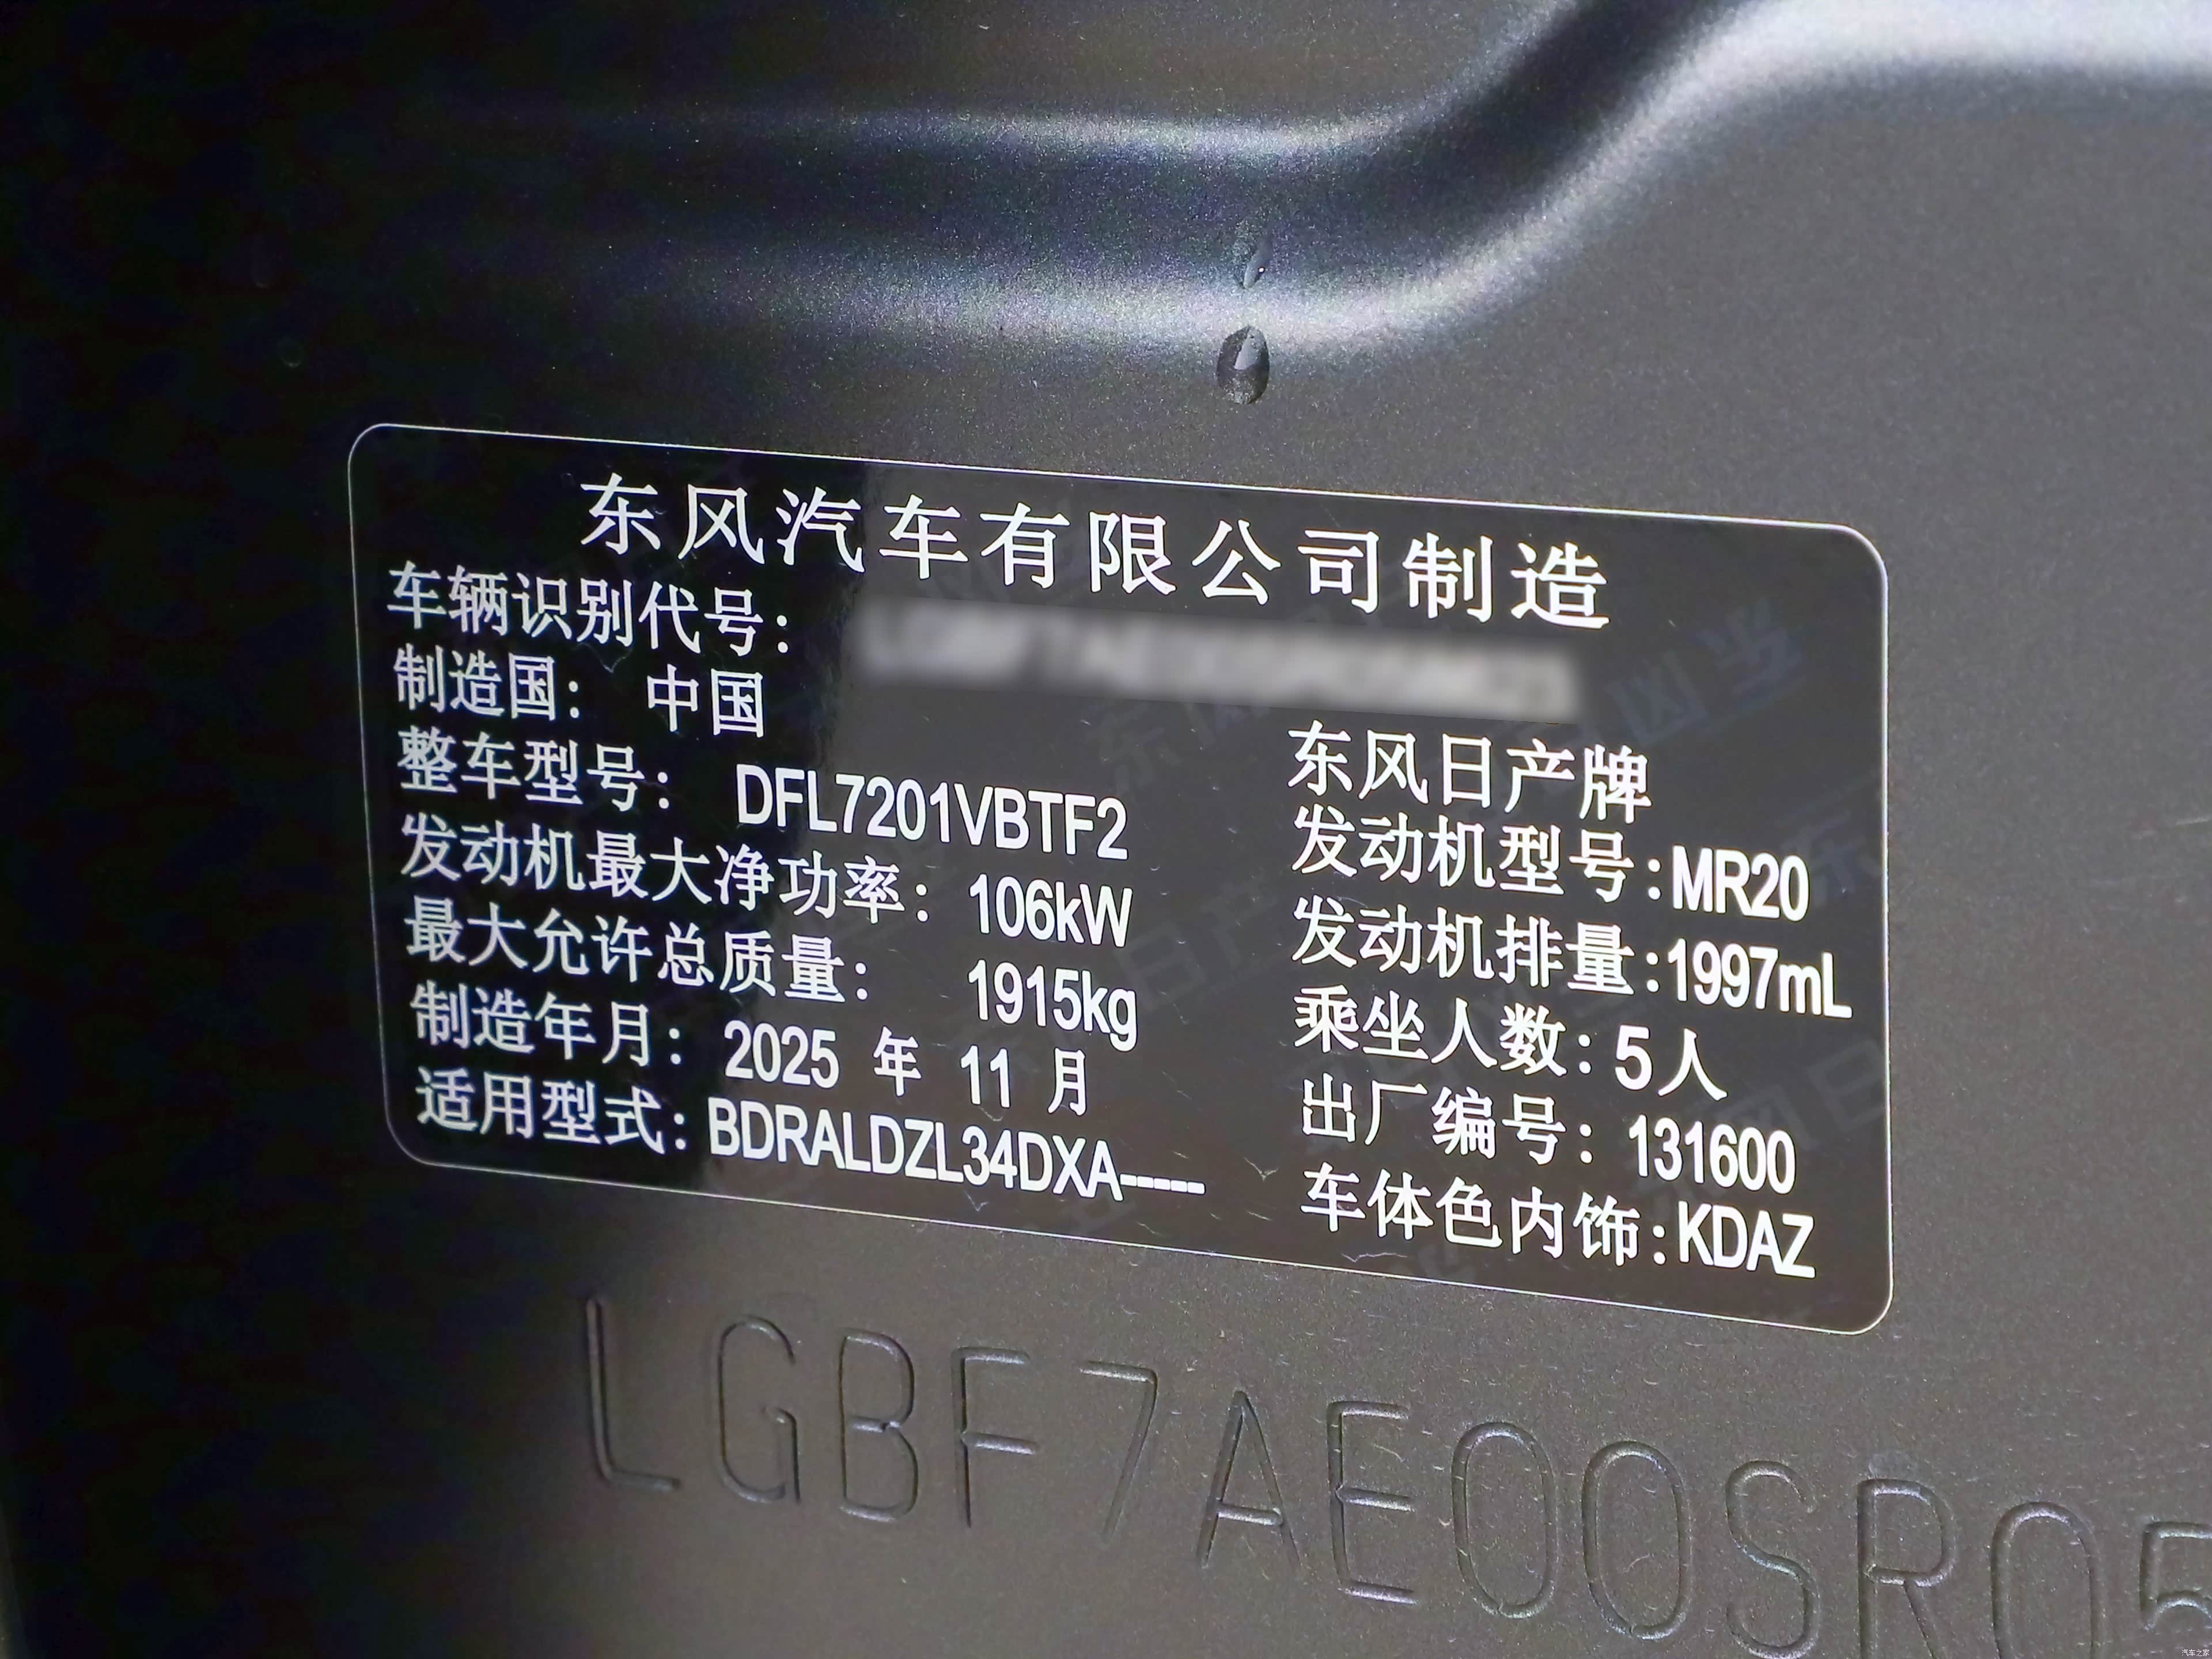 东风汽车有限公司制造
车辆识别代号：
制造国： 中国
东风日产牌
整车型号： DFL7201VBTF2
发动机型号:MR20
发动机最大净功率： 106kW
发动机排量:1997mL
最大允许总质量： 1915kg
乘坐人数：5人
制造年月： 2025 年 11 月
出厂编号：131600
适用型式：BDRALDZL34DXA-----
车体色内饰:KDAZ
LGBF7AE00SR05
汽车之家